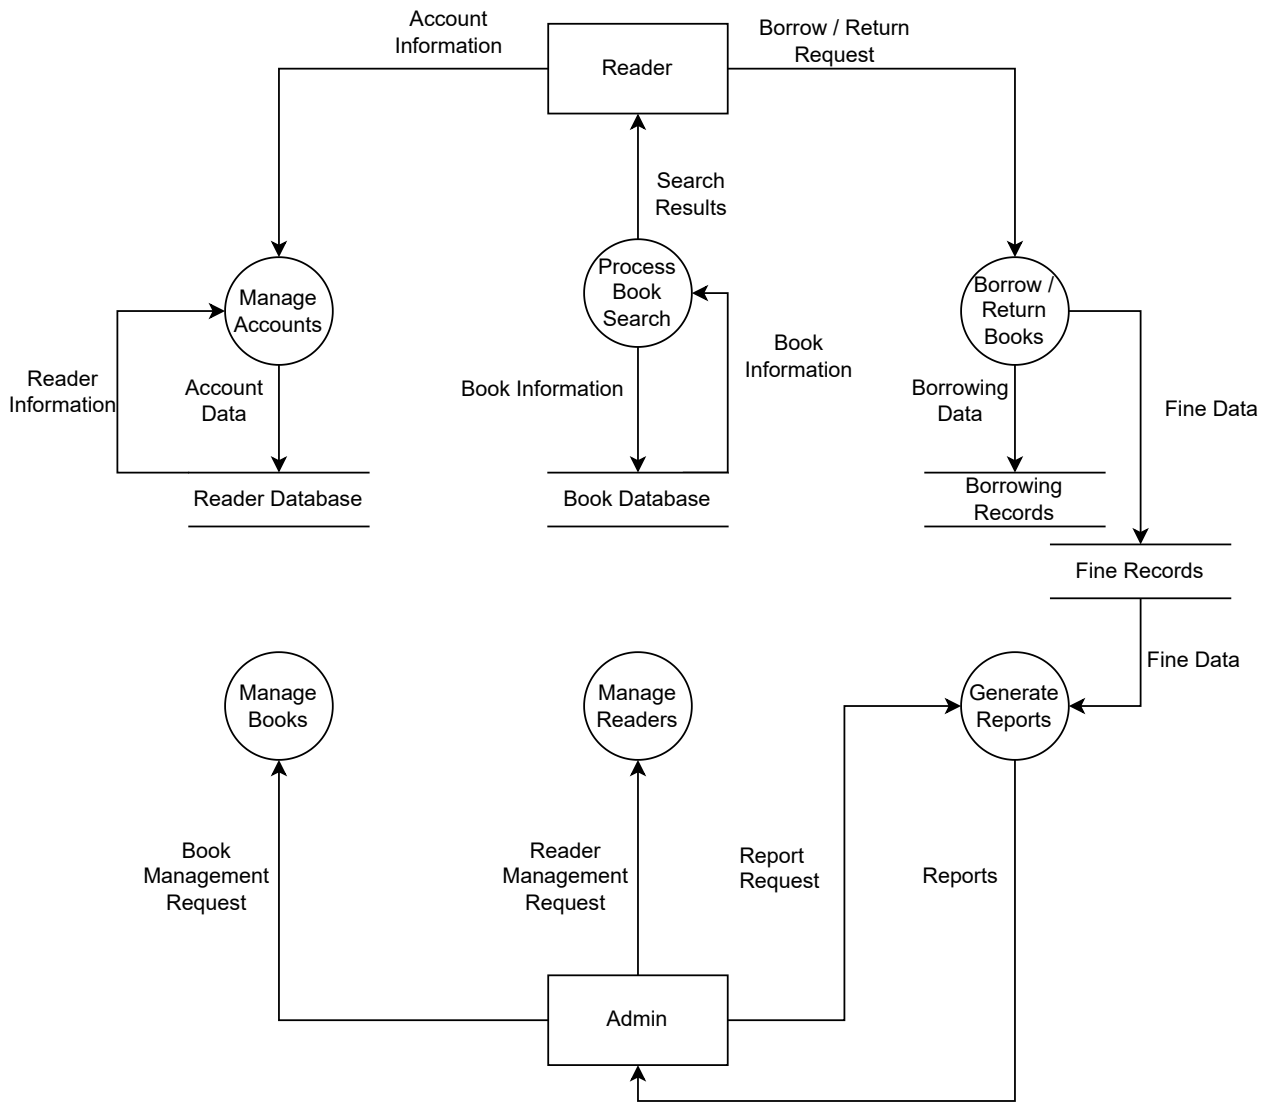 Account
Information
Reader
Borrow / Return
Request
Search
Results
Manage
Accounts
Process
Book
Search
Borrow /
Return
Books
Reader
Information
Account
Data
Book Information
Book
Information
Borrowing
Data
Fine Data
Reader Database
Book Database
Borrowing
Records
Fine Records
Fine Data
Manage
Books
Manage
Readers
Generate
Reports
Book
Management
Request
Reader
Management
Request
Report
Request
Reports
Admin